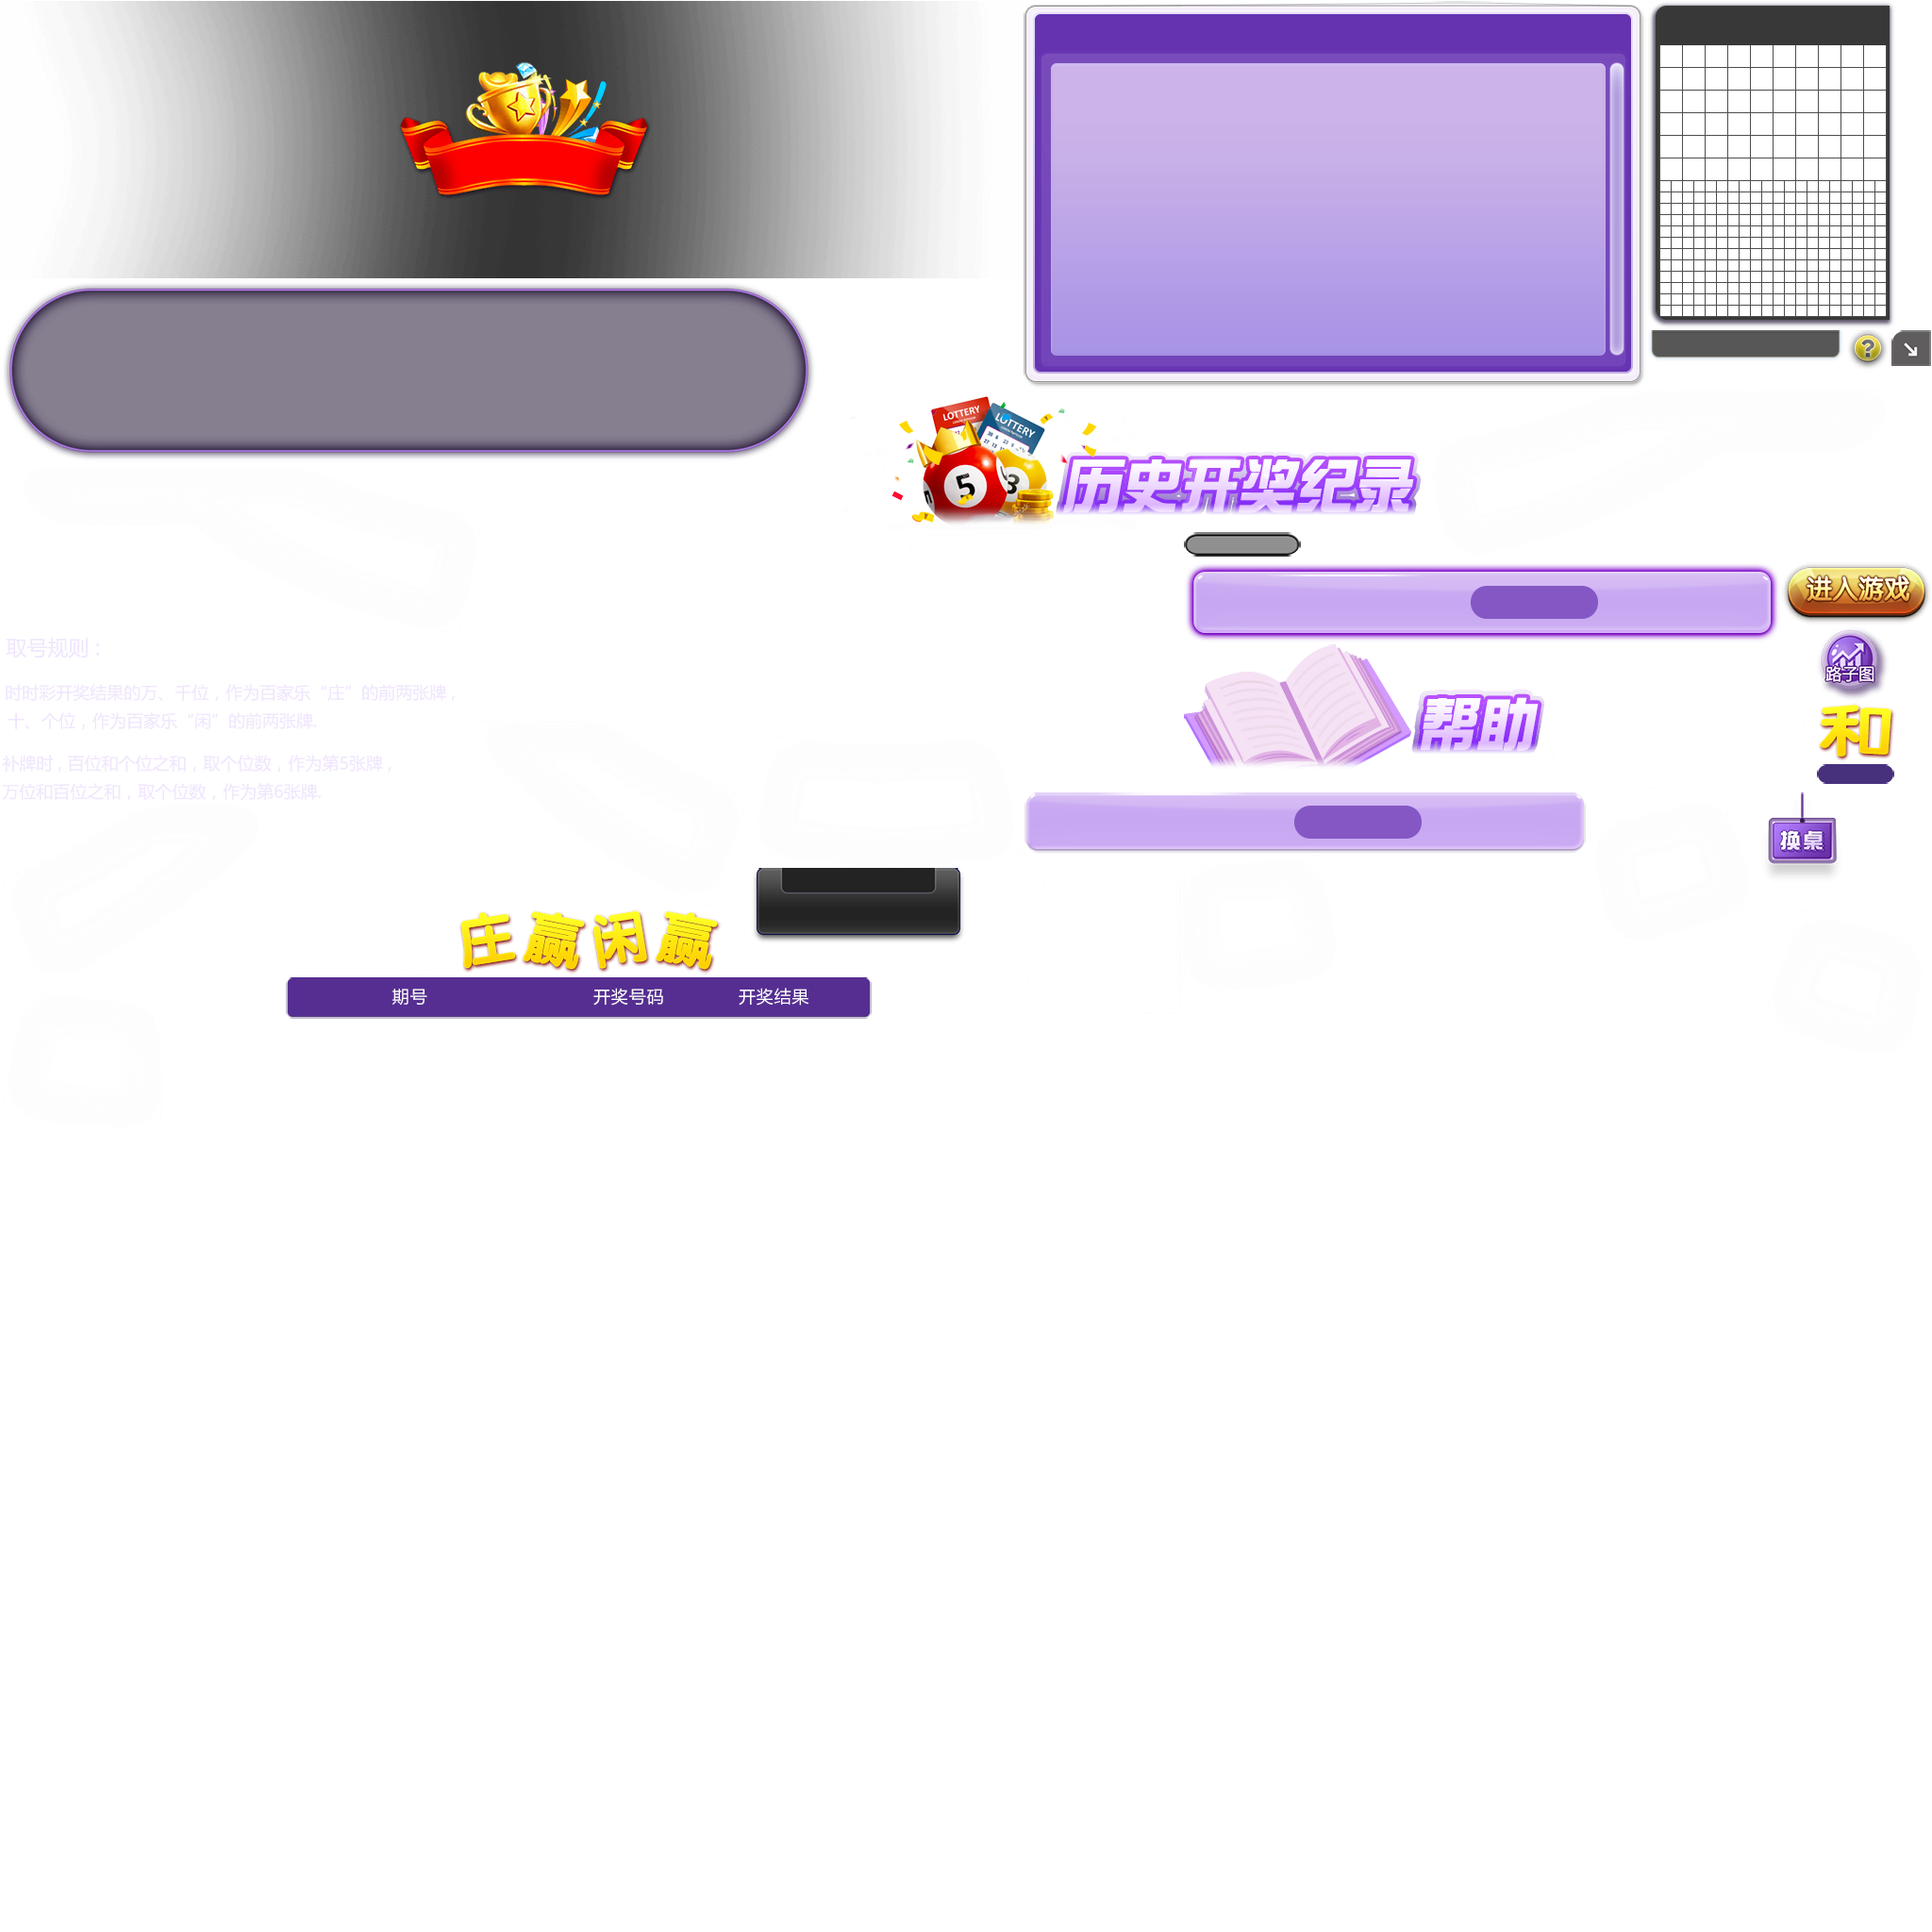 LOTTERY
LOTTERY
5
3
历史开奖纪录
进入游戏
取号规则：
路子图
时时彩开奖结果的万、千位，作为百家乐“庄”的前两张牌，
十、个位，作为百家乐“闲”的前两张牌.
和
帮助
补牌时，百位和个位之和，取个位数，作为第5张牌，
万位和百位之和，取个位数，作为第6张牌.
换桌
庄赢闲赢
期号 开奖号码 开奖结果